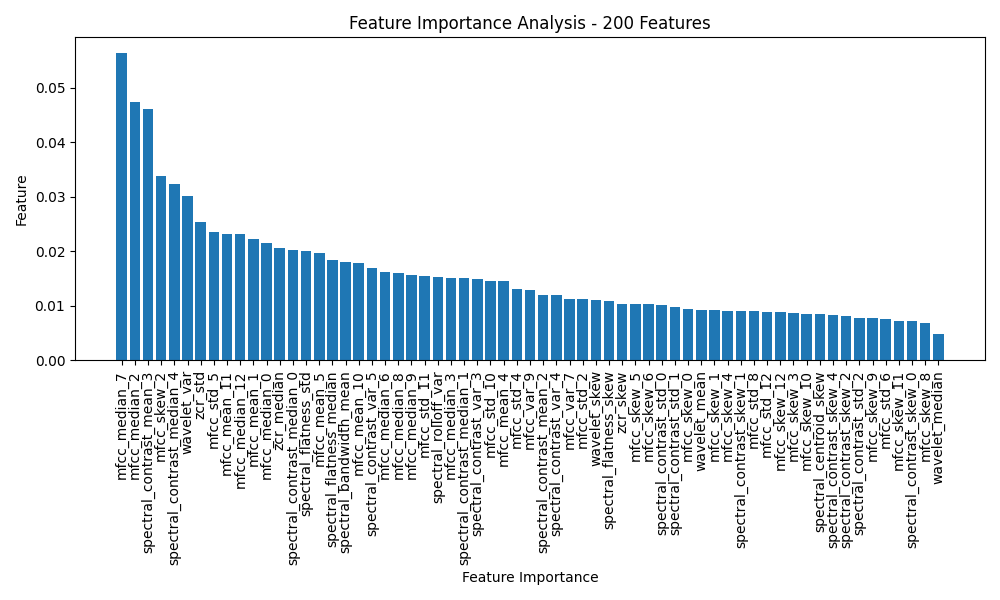 Feature Importance Analysis - 200 Features
Feature
0.05
0.04
0.03
0.02
0.01
0.00
mfcc_median_7
mfcc_median_2
spectral_contrast_mean_3
mfcc_skew_2
spectral_contrast_median_4
wavelet_var
zcr_std
mfcc_std_5
mfcc_mean_11
mfcc_median_12
mfcc_mean_1
mfcc_median_0
zcr_median
spectral_contrast_median_0
spectral_flatness_std
mfcc_mean_5
spectral_flatness_median
spectral_bandwidth_mean
mfcc_mean_10
spectral_contrast_var_5
mfcc_median_6
mfcc_median_8
mfcc_median_9
mfcc_std_11
spectral_rolloff_var
mfcc_median_3
spectral_contrast_median_1
spectral_contrast_var_3
mfcc_std_10
mfcc_mean_4
mfcc_std_4
mfcc_var_9
spectral_contrast_mean_2
spectral_contrast_var_4
mfcc_var_7
mfcc_std_2
wavelet_skew
spectral_flatness_skew
zcr_skew
mfcc_skew_5
mfcc_skew_6
spectral_contrast_std_0
spectral_contrast_std_1
mfcc_skew_0
wavelet_mean
mfcc_skew_1
mfcc_skew_4
spectral_contrast_skew_1
mfcc_std_8
mfcc_std_12
mfcc_skew_12
mfcc_skew_3
mfcc_skew_10
spectral_centroid_skew
spectral_contrast_skew_4
spectral_contrast_skew_2
spectral_contrast_std_2
mfcc_skew_9
mfcc_std_6
mfcc_skew_11
spectral_contrast_skew_0
mfcc_skew_8
wavelet_median
Feature Importance